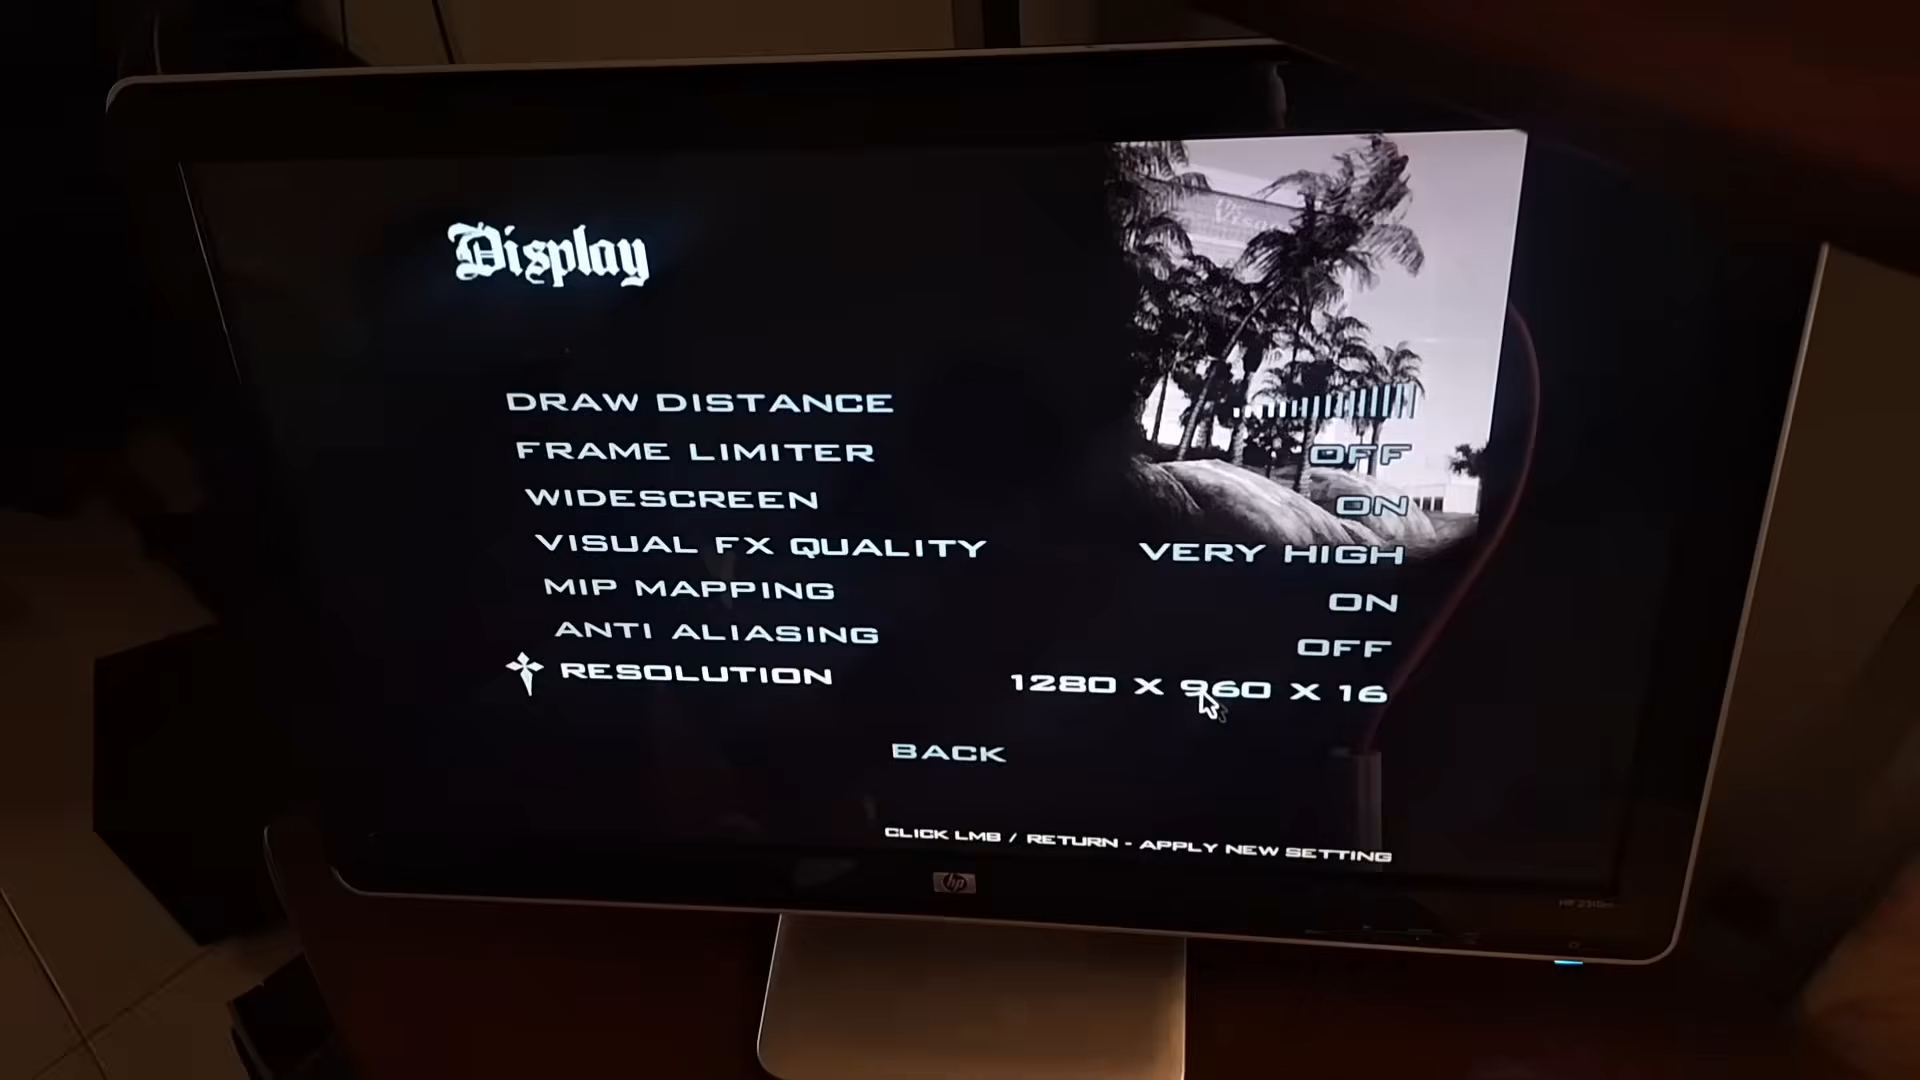 Display
DRAW DISTANCE
FRAME LIMITER OFF
WIDESCREEN ON
VISUAL FX QUALITY VERY HIGH
MIP MAPPING ON
ANTI ALIASING OFF
RESOLUTION 1280 X 960 X 16
BACK
CLICK LMB / RETURN - APPLY NEW SETTING
hp